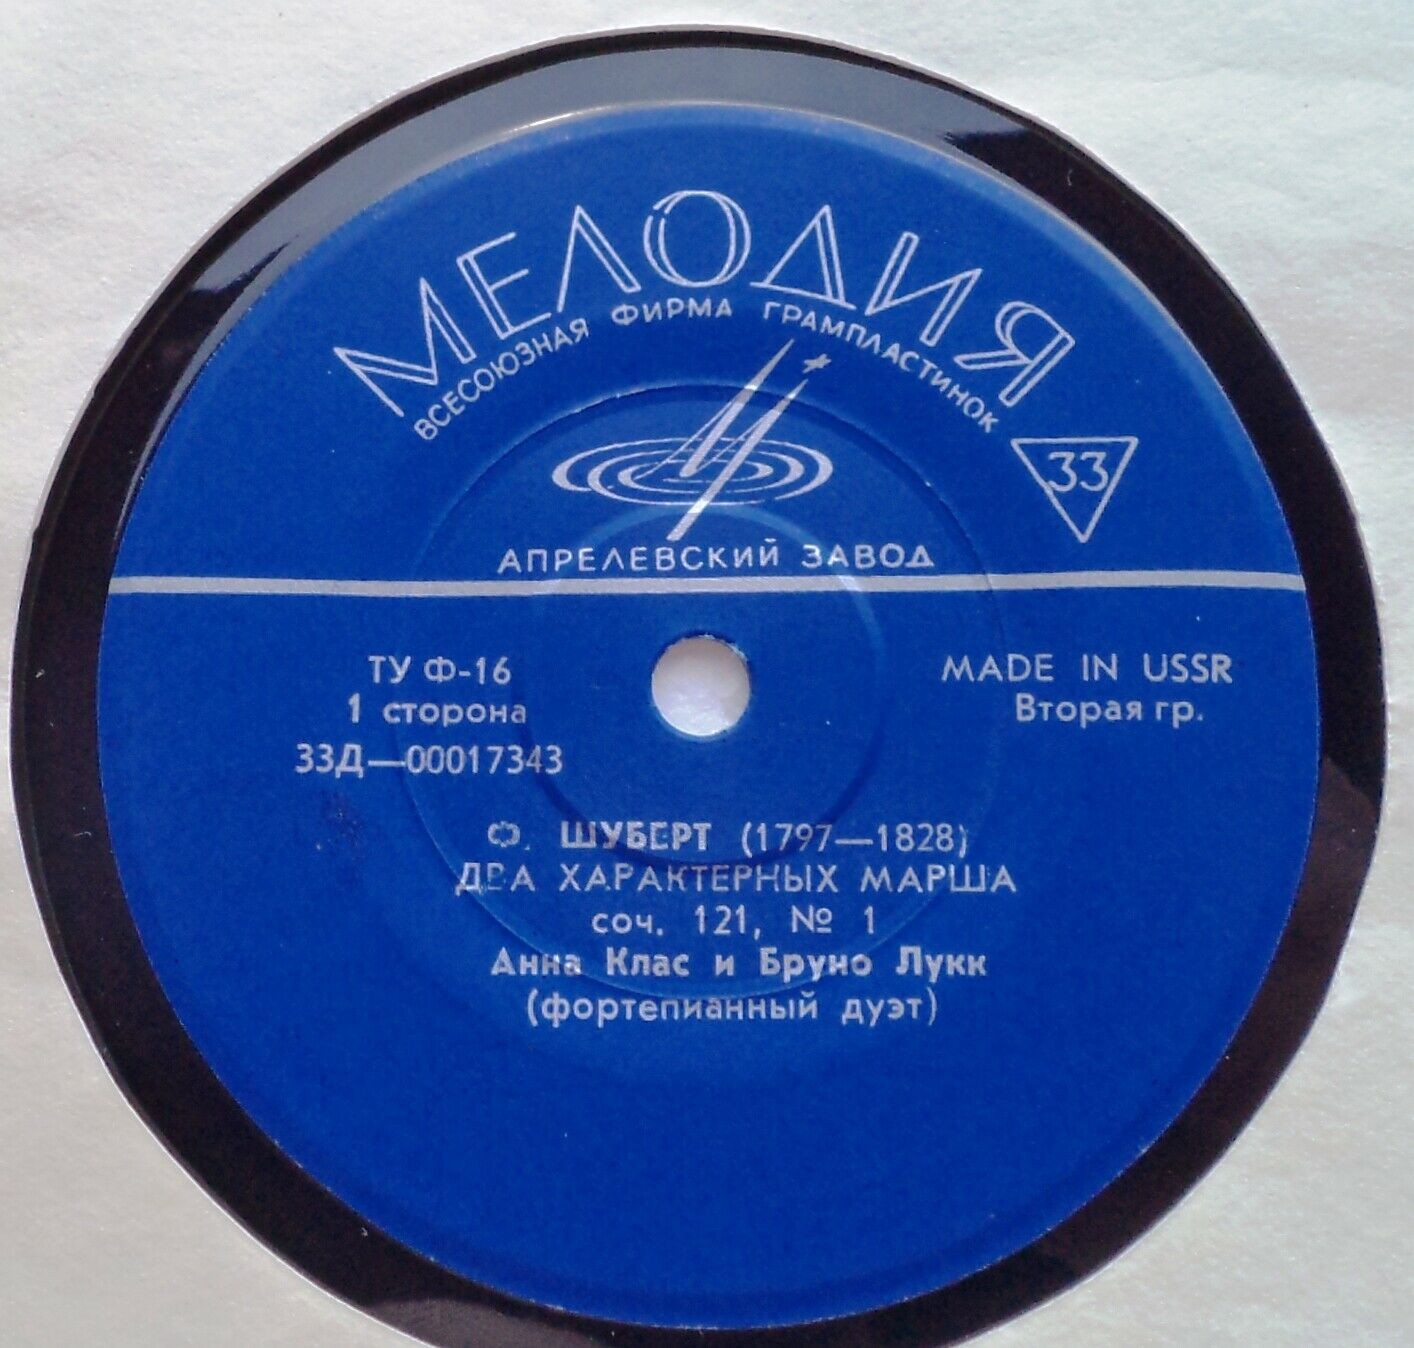 МЕЛОДИЯ
ВСЕСОЮЗНАЯ ФИРМА ГРАМПЛАСТИНОК
33
АПРЕЛЕВСКИЙ ЗАВОД
ТУ Ф-16
1 сторона
33Д—00017343
MADE IN USSR
Вторая гр.
Ф. ШУБЕРТ (1797—1828)
ДВА ХАРАКТЕРНЫХ МАРША
соч. 121, № 1
Анна Клас и Бруно Лукк
(фортепианный дуэт)